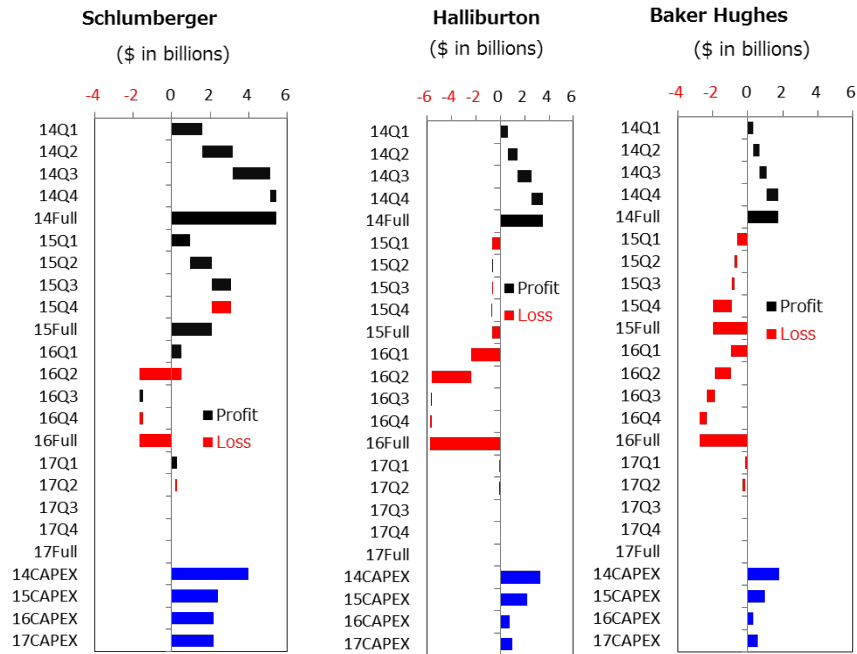 Schlumberger
($ in billions)
-4 -2 0 2 4 6
14Q1
14Q2
14Q3
14Q4
14Full
15Q1
15Q2
15Q3
15Q4
15Full
16Q1
16Q2
16Q3
16Q4
16Full
17Q1
17Q2
17Q3
17Q4
17Full
14CAPEX
15CAPEX
16CAPEX
17CAPEX
Profit
Loss
Halliburton
($ in billions)
-6 -4 -2 0 2 4 6
14Q1
14Q2
14Q3
14Q4
14Full
15Q1
15Q2
15Q3
15Q4
15Full
16Q1
16Q2
16Q3
16Q4
16Full
17Q1
17Q2
17Q3
17Q4
17Full
14CAPEX
15CAPEX
16CAPEX
17CAPEX
Profit
Loss
Baker Hughes
($ in billions)
-4 -2 0 2 4 6
14Q1
14Q2
14Q3
14Q4
14Full
15Q1
15Q2
15Q3
15Q4
15Full
16Q1
16Q2
16Q3
16Q4
16Full
17Q1
17Q2
17Q3
17Q4
17Full
14CAPEX
15CAPEX
16CAPEX
17CAPEX
Profit
Loss